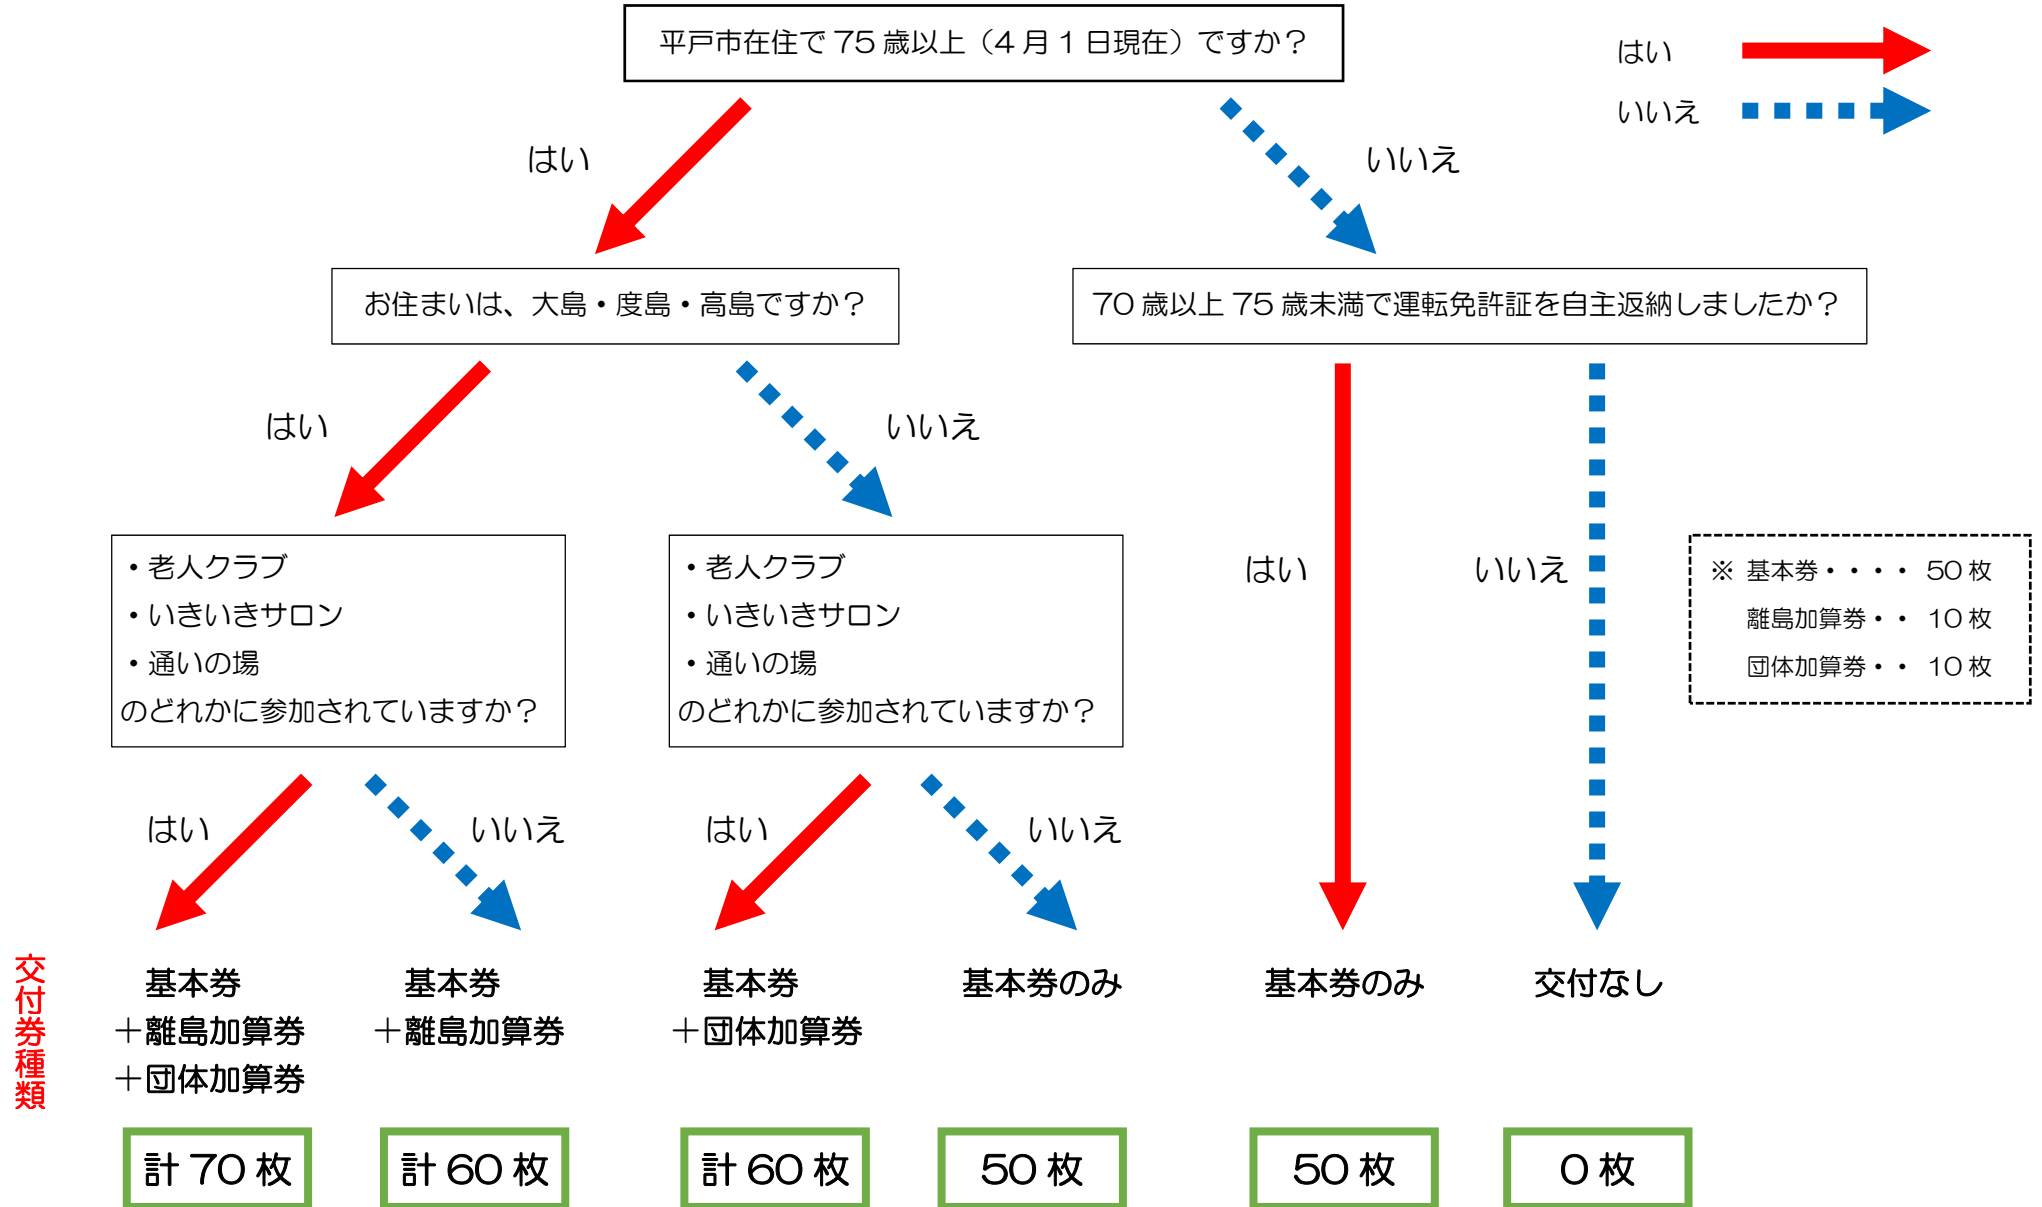 平戸市在住で75歳以上（4月1日現在）ですか？
はい
いいえ
はい
いいえ
お住まいは、大島・度島・高島ですか？
70歳以上75歳未満で運転免許証を自主返納しましたか？
はい
いいえ
・老人クラブ
・いきいきサロン
・通いの場
のどれかに参加されていますか？
・老人クラブ
・いきいきサロン
・通いの場
のどれかに参加されていますか？
はい
いいえ
※ 基本券・・・・ 50枚
離島加算券・・ 10枚
団体加算券・・ 10枚
はい
いいえ
はい
いいえ
交付券種類
基本券
＋離島加算券
＋団体加算券
基本券
＋離島加算券
基本券
＋団体加算券
基本券のみ
基本券のみ
交付なし
計70枚
計60枚
計60枚
50枚
50枚
0枚